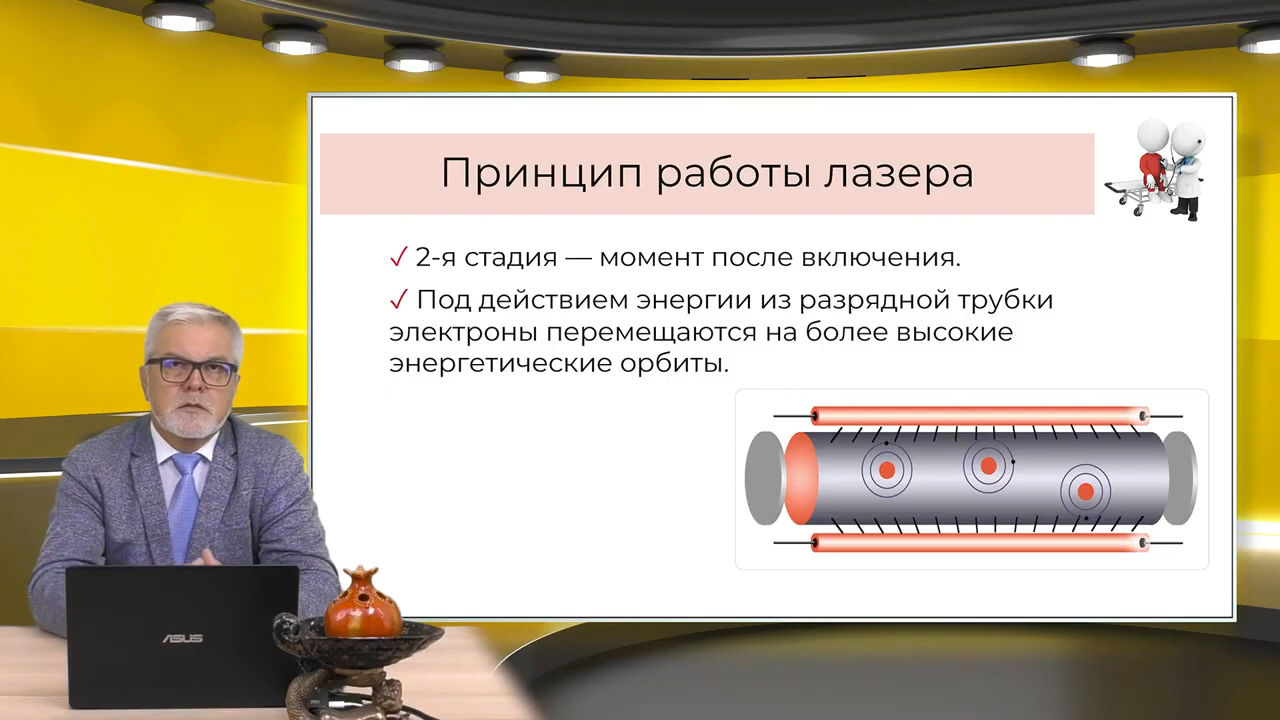 Принцип работы лазера
✓ 2-я стадия — момент после включения.
✓ Под действием энергии из разрядной трубки
электроны перемещаются на более высокие
энергетические орбиты.
ASUS